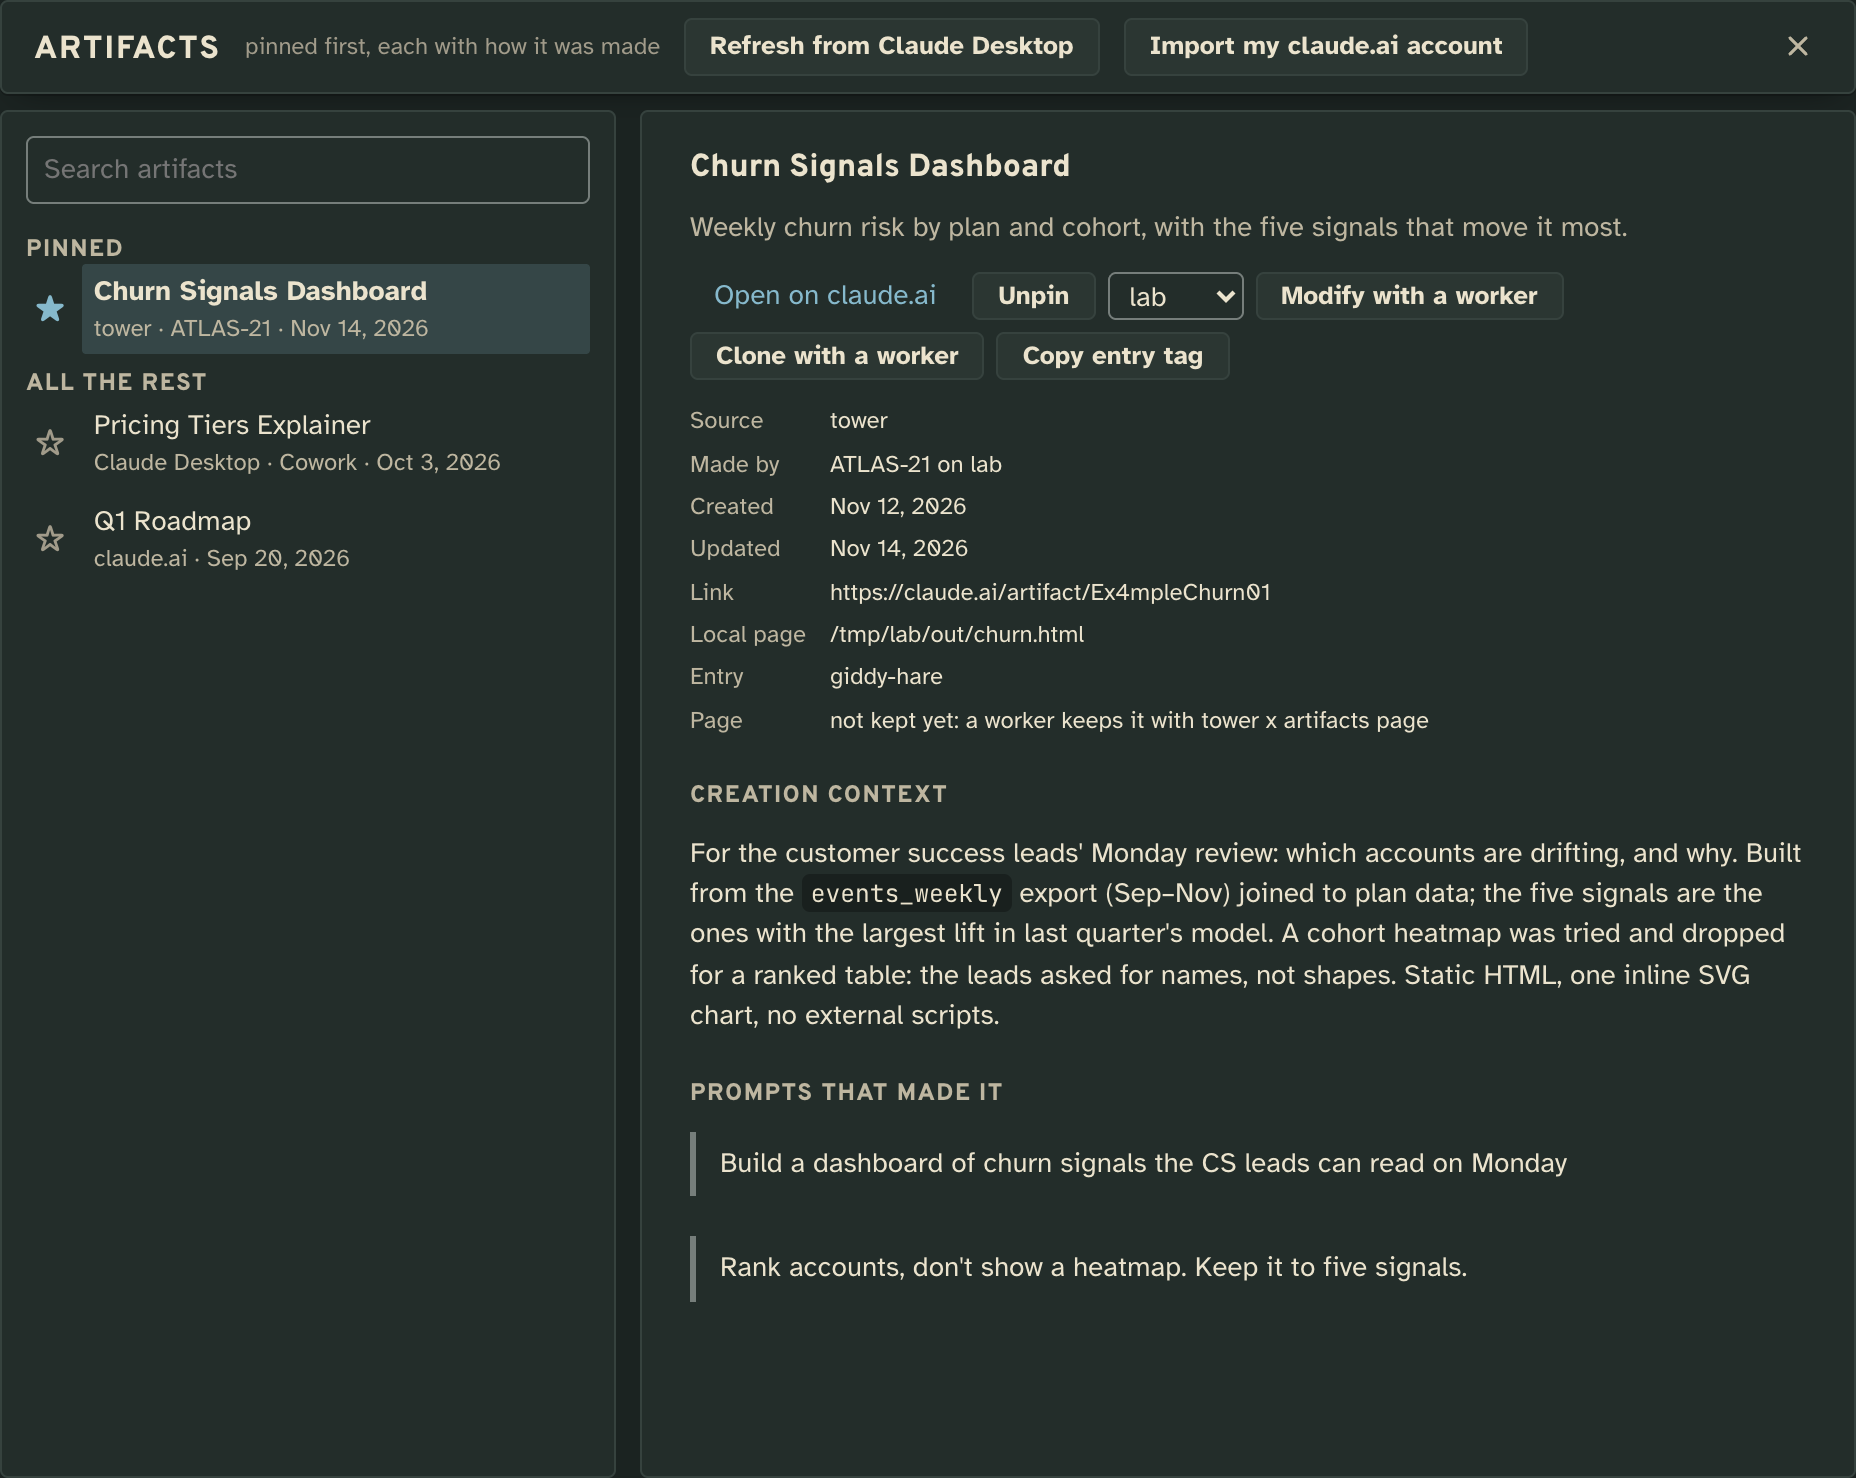 ARTIFACTS pinned first, each with how it was made Refresh from Claude Desktop Import my claude.ai account ×
Search artifacts
PINNED
Churn Signals Dashboard
tower · ATLAS-21 · Nov 14, 2026
ALL THE REST
Pricing Tiers Explainer
Claude Desktop · Cowork · Oct 3, 2026
Q1 Roadmap
claude.ai · Sep 20, 2026
Churn Signals Dashboard
Weekly churn risk by plan and cohort, with the five signals that move it most.
Open on claude.ai Unpin lab Modify with a worker
Clone with a worker Copy entry tag
Source tower
Made by ATLAS-21 on lab
Created Nov 12, 2026
Updated Nov 14, 2026
Link https://claude.ai/artifact/Ex4mpleChurn01
Local page /tmp/lab/out/churn.html
Entry giddy-hare
Page not kept yet: a worker keeps it with tower x artifacts page
CREATION CONTEXT
For the customer success leads' Monday review: which accounts are drifting, and why. Built
from the events_weekly export (Sep–Nov) joined to plan data; the five signals are the
ones with the largest lift in last quarter's model. A cohort heatmap was tried and dropped
for a ranked table: the leads asked for names, not shapes. Static HTML, one inline SVG
chart, no external scripts.
PROMPTS THAT MADE IT
Build a dashboard of churn signals the CS leads can read on Monday
Rank accounts, don't show a heatmap. Keep it to five signals.